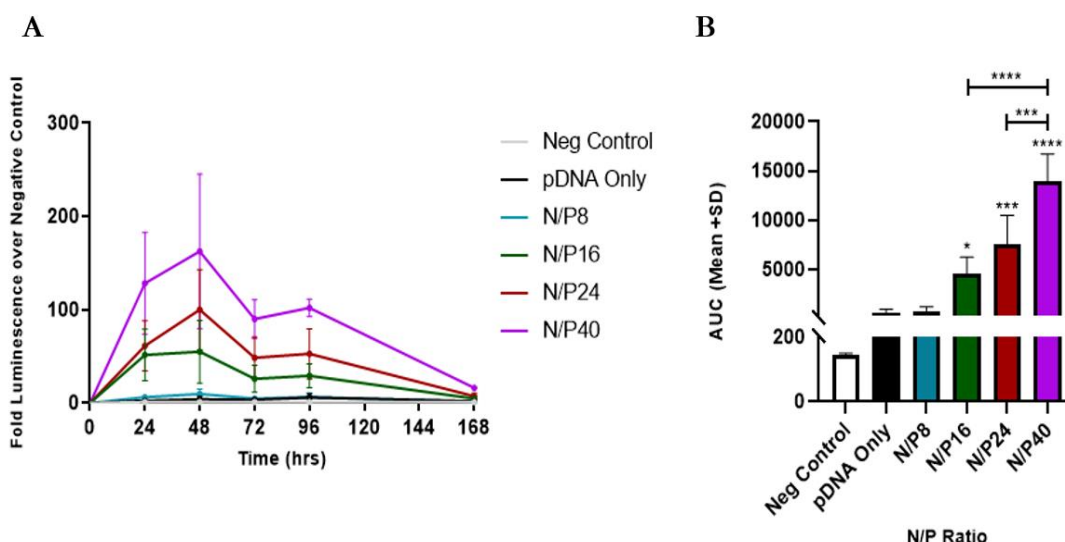 A
Fold Luminescence over Negative Control
300
200
100
0
0 24 48 72 96 120 144 168
Time (hrs)
Neg Control
pDNA Only
N/P8
N/P16
N/P24
N/P40
B
AUC (Mean +SD)
20000
15000
10000
5000
200
0
****
***
****
***
*
Neg Control
pDNA Only
N/P8
N/P16
N/P24
N/P40
N/P Ratio